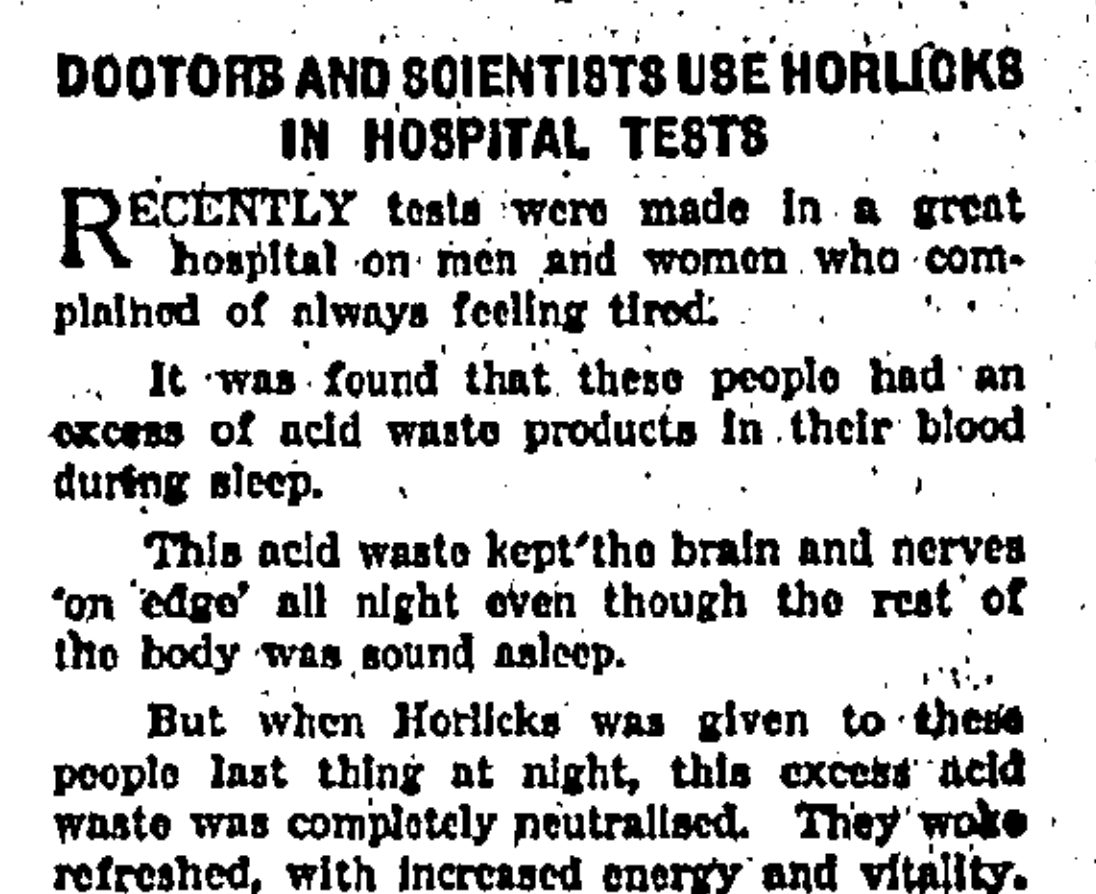 DOCTORS AND SCIENTISTS USE HORLICKS
IN HOSPITAL TESTS
RECENTLY tests were made in a great
hospital on men and women who com-
plained of always feeling tired.
It was found that these people had an
excess of acid waste products in their blood
during sleep.
This acid waste kept the brain and nerves
'on edge' all night even though the rest of
the body was sound asleep.
But when Horlicks was given to these
people last thing at night, this excess acid
waste was completely neutralised. They woke
refreshed, with increased energy and vitality.